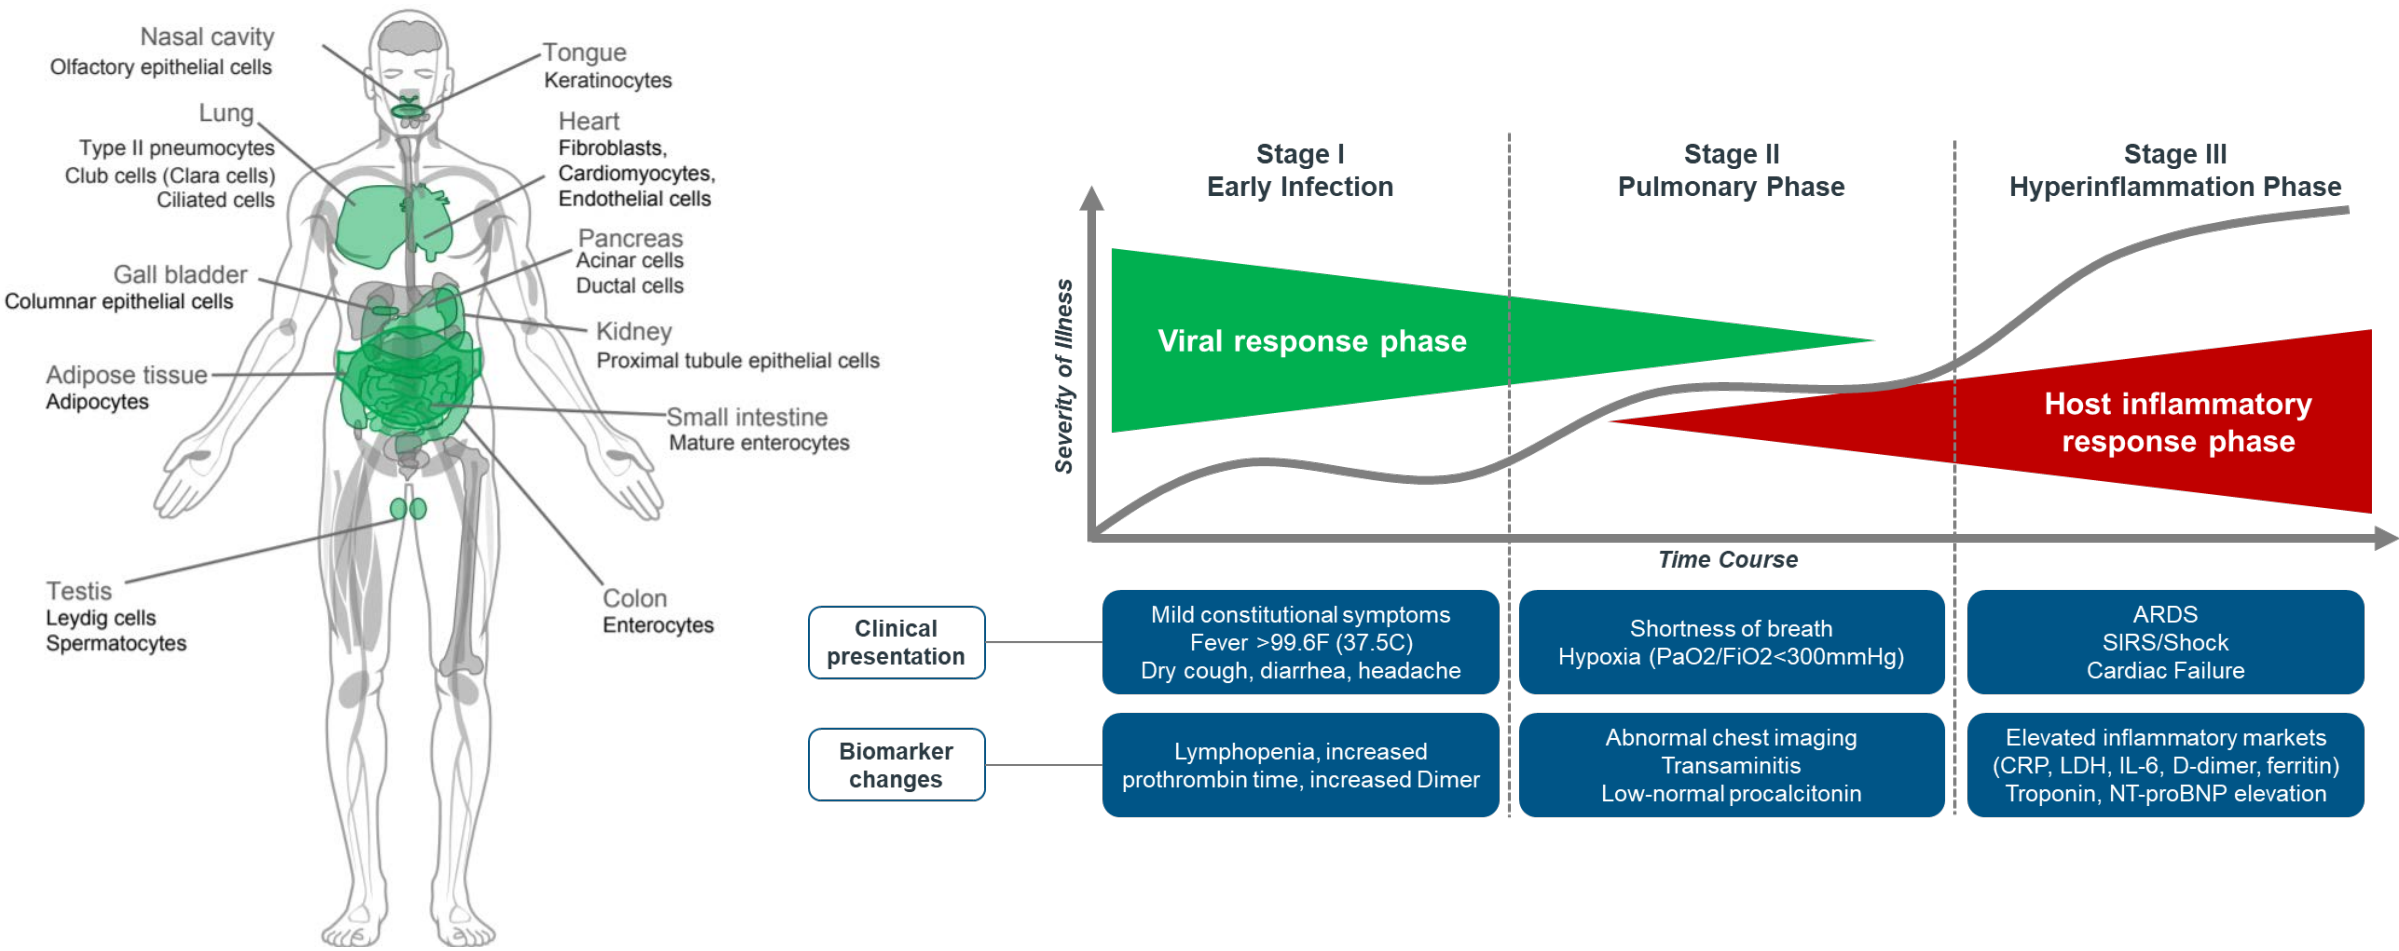 Nasal cavity
Olfactory epithelial cells
Tongue
Keratinocytes
Lung
Type II pneumocytes
Club cells (Clara cells)
Ciliated cells
Heart
Fibroblasts,
Cardiomyocytes,
Endothelial cells
Pancreas
Acinar cells
Ductal cells
Gall bladder
Columnar epithelial cells
Kidney
Proximal tubule epithelial cells
Adipose tissue
Adipocytes
Small intestine
Mature enterocytes
Testis
Leydig cells
Spermatocytes
Colon
Enterocytes
Stage I
Early Infection
Stage II
Pulmonary Phase
Stage III
Hyperinflammation Phase
Severity of Illness
Viral response phase
Host inflammatory
response phase
Time Course
Clinical
presentation
Mild constitutional symptoms
Fever >99.6F (37.5C)
Dry cough, diarrhea, headache
Shortness of breath
Hypoxia (PaO2/FiO2<300mmHg)
ARDS
SIRS/Shock
Cardiac Failure
Biomarker
changes
Lymphopenia, increased
prothrombin time, increased Dimer
Abnormal chest imaging
Transaminitis
Low-normal procalcitonin
Elevated inflammatory markets
(CRP, LDH, IL-6, D-dimer, ferritin)
Troponin, NT-proBNP elevation